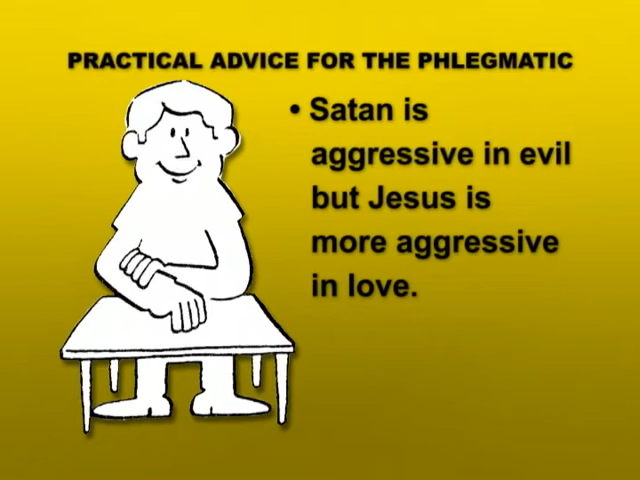 PRACTICAL ADVICE FOR THE PHLEGMATIC
• Satan is
aggressive in evil
but Jesus is
more aggressive
in love.